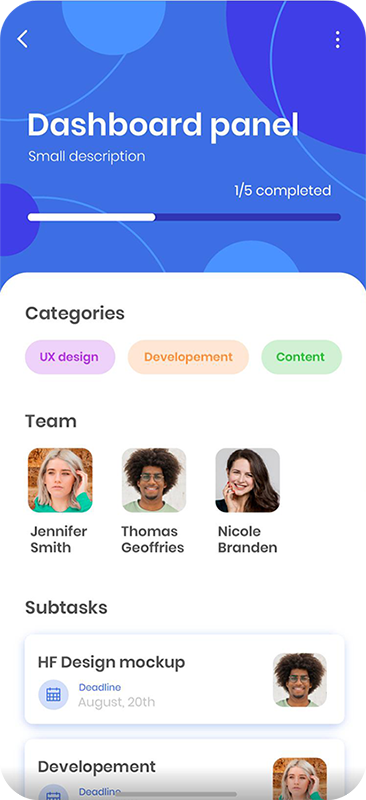 Dashboard panel
Small description
1/5 completed
Categories
UX design
Developement
Content
Team
Jennifer Smith
Thomas Geoffries
Nicole Branden
Subtasks
HF Design mockup
Deadline
August, 20th
Developement
Deadline